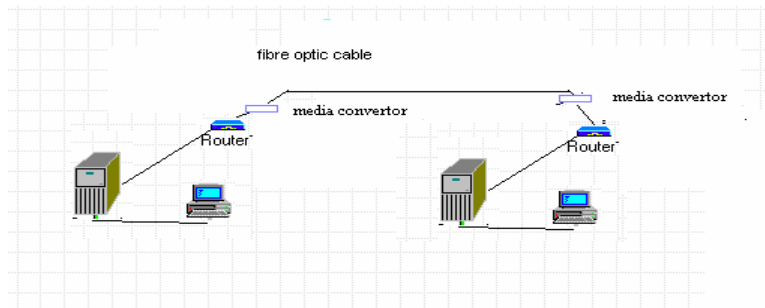 fibre optic cable
media convertor
media convertor
Router
Router